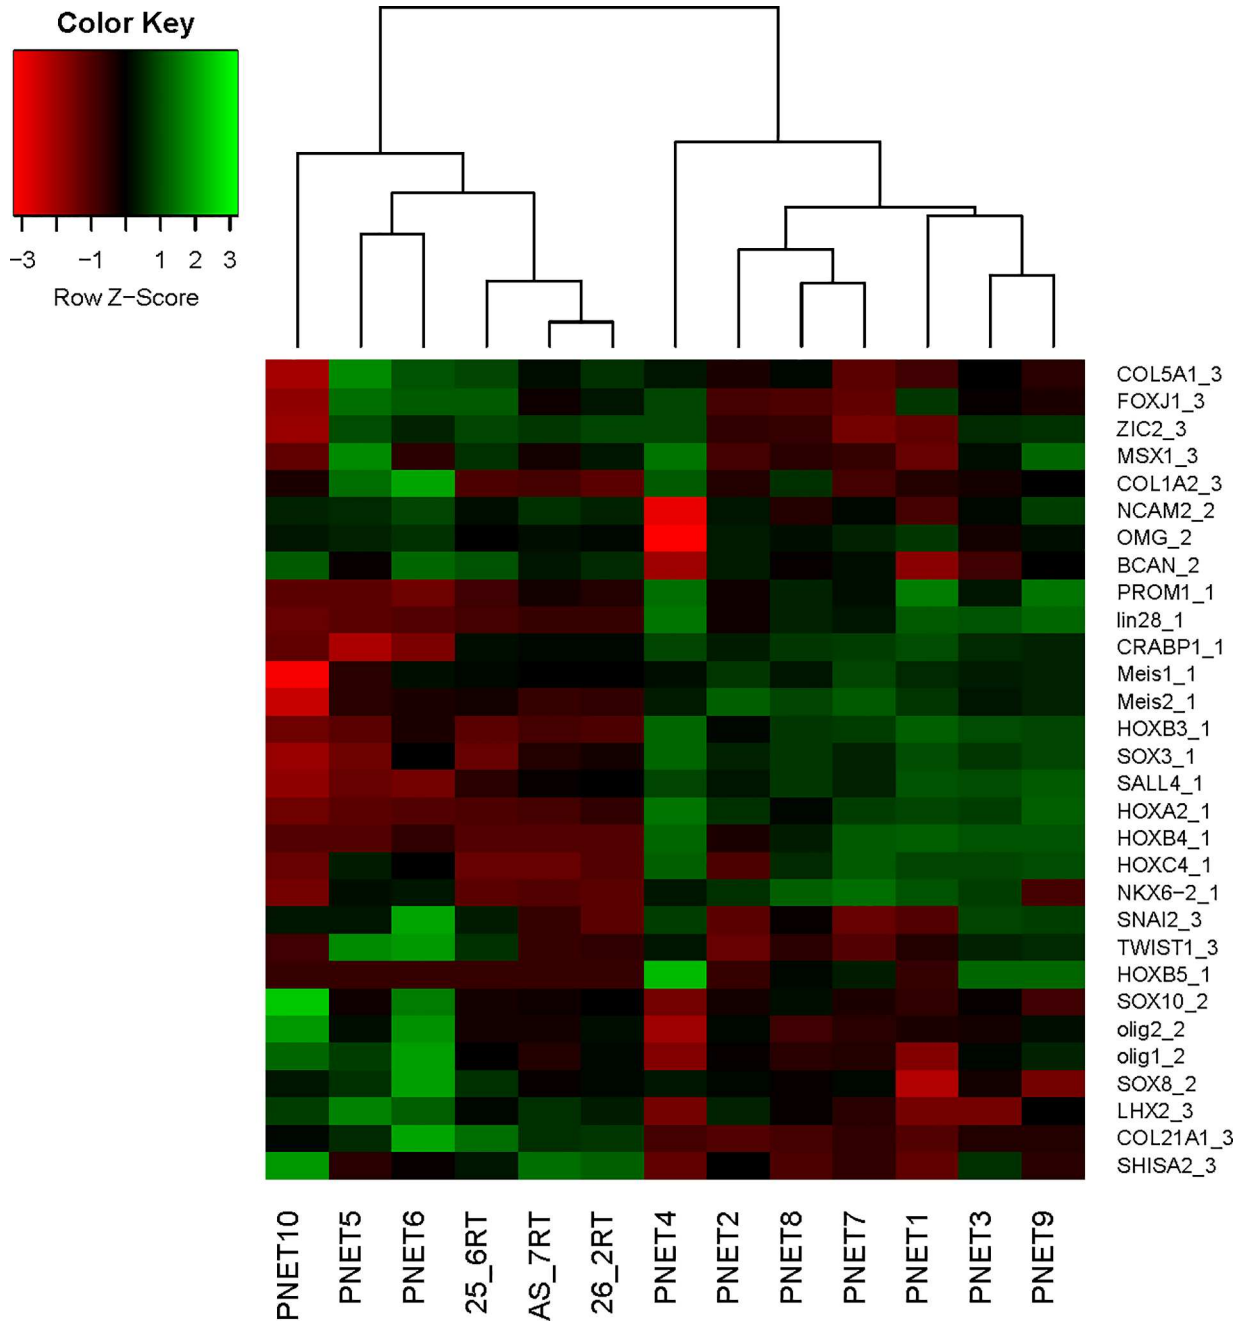 Color Key
−3 −1 1 2 3
Row Z−Score
COL5A1_3
FOXJ1_3
ZIC2_3
MSX1_3
COL1A2_3
NCAM2_2
OMG_2
BCAN_2
PROM1_1
lin28_1
CRABP1_1
Meis1_1
Meis2_1
HOXB3_1
SOX3_1
SALL4_1
HOXA2_1
HOXB4_1
HOXC4_1
NKX6−2_1
SNAI2_3
TWIST1_3
HOXB5_1
SOX10_2
olig2_2
olig1_2
SOX8_2
LHX2_3
COL21A1_3
SHISA2_3
PNET10
PNET5
PNET6
25_6RT
AS_7RT
26_2RT
PNET4
PNET2
PNET8
PNET7
PNET1
PNET3
PNET9